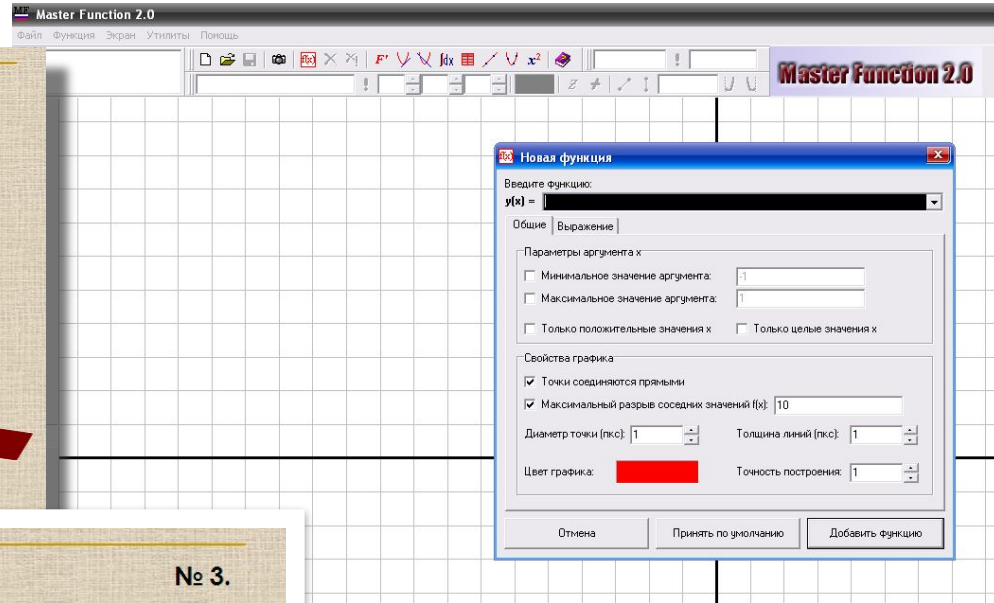 Master Function 2.0
Файл Функция Экран Утилиты Помощь
f(x) F' ∫dx x²
Master Function 2.0
Новая функция
Введите функцию:
y(x) =
Общие Выражение
Параметры аргумента x
Минимальное значение аргумента: -1
Максимальное значение аргумента: 1
Только положительные значения x Только целые значения x
Свойства графика
Точки соединяются прямыми
Максимальный разрыв соседних значений f(x): 10
Диаметр точки (пкс): 1 Толщина линий (пкс): 1
Цвет графика: Точность построения: 1
Отмена Принять по умолчанию Добавить функцию
№ 3.